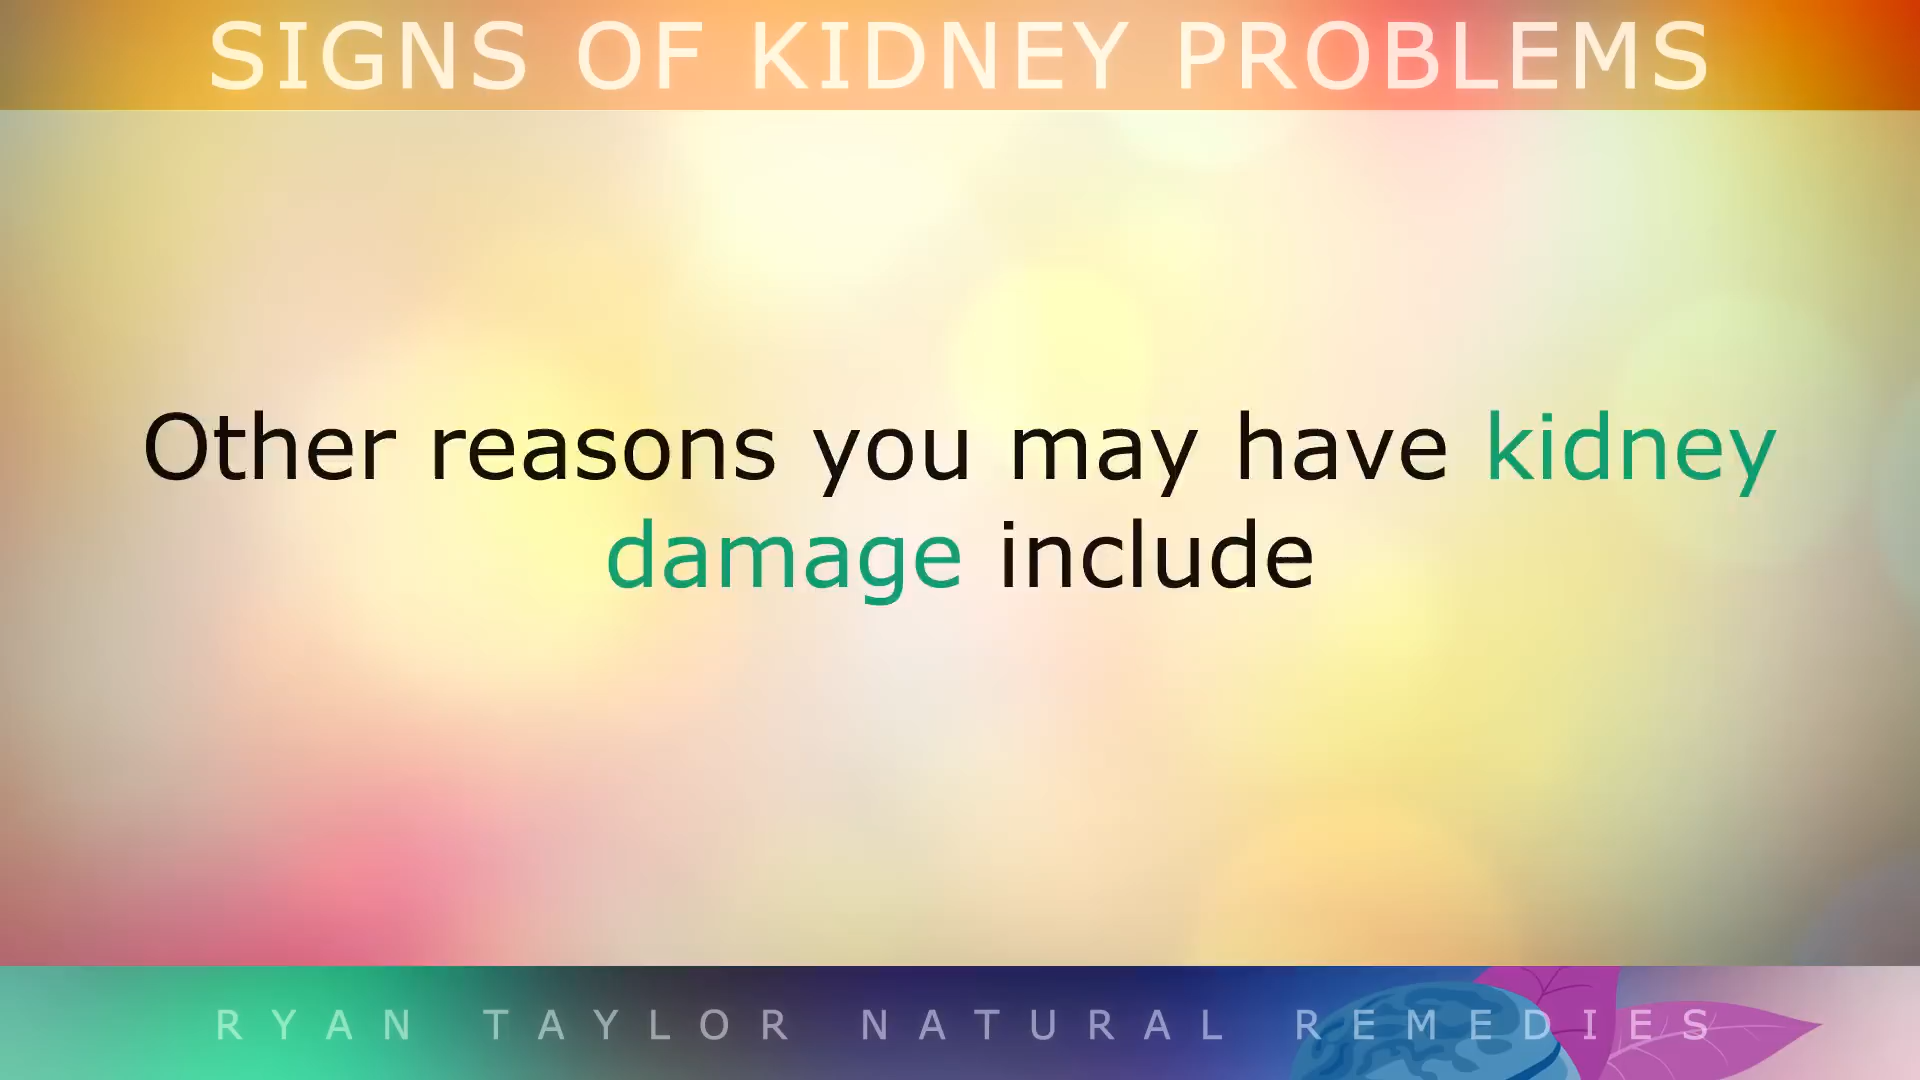 SIGNS OF KIDNEY PROBLEMS
Other reasons you may have kidney
damage include
RYAN TAYLOR NATURAL REMEDIES